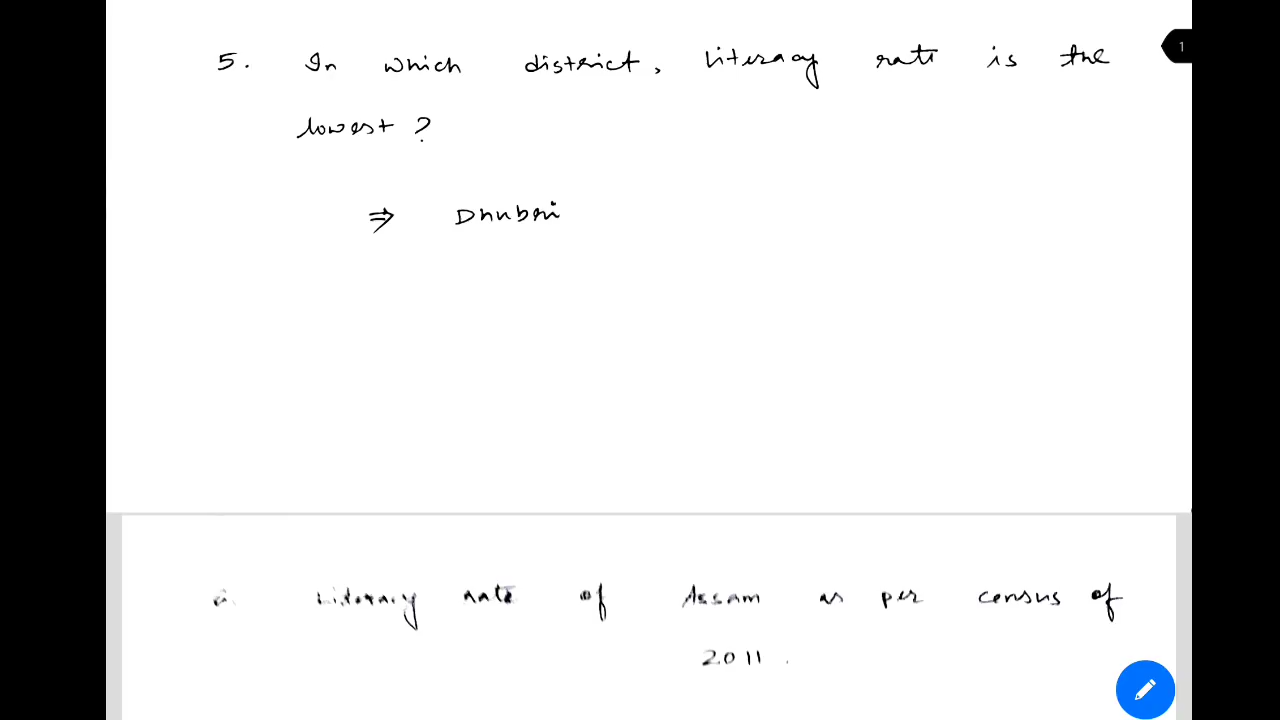 5. In which district, literacy rate is the
lowest?
⇒ Dhubri
Literacy rate of Assam as per census of
2011.
1